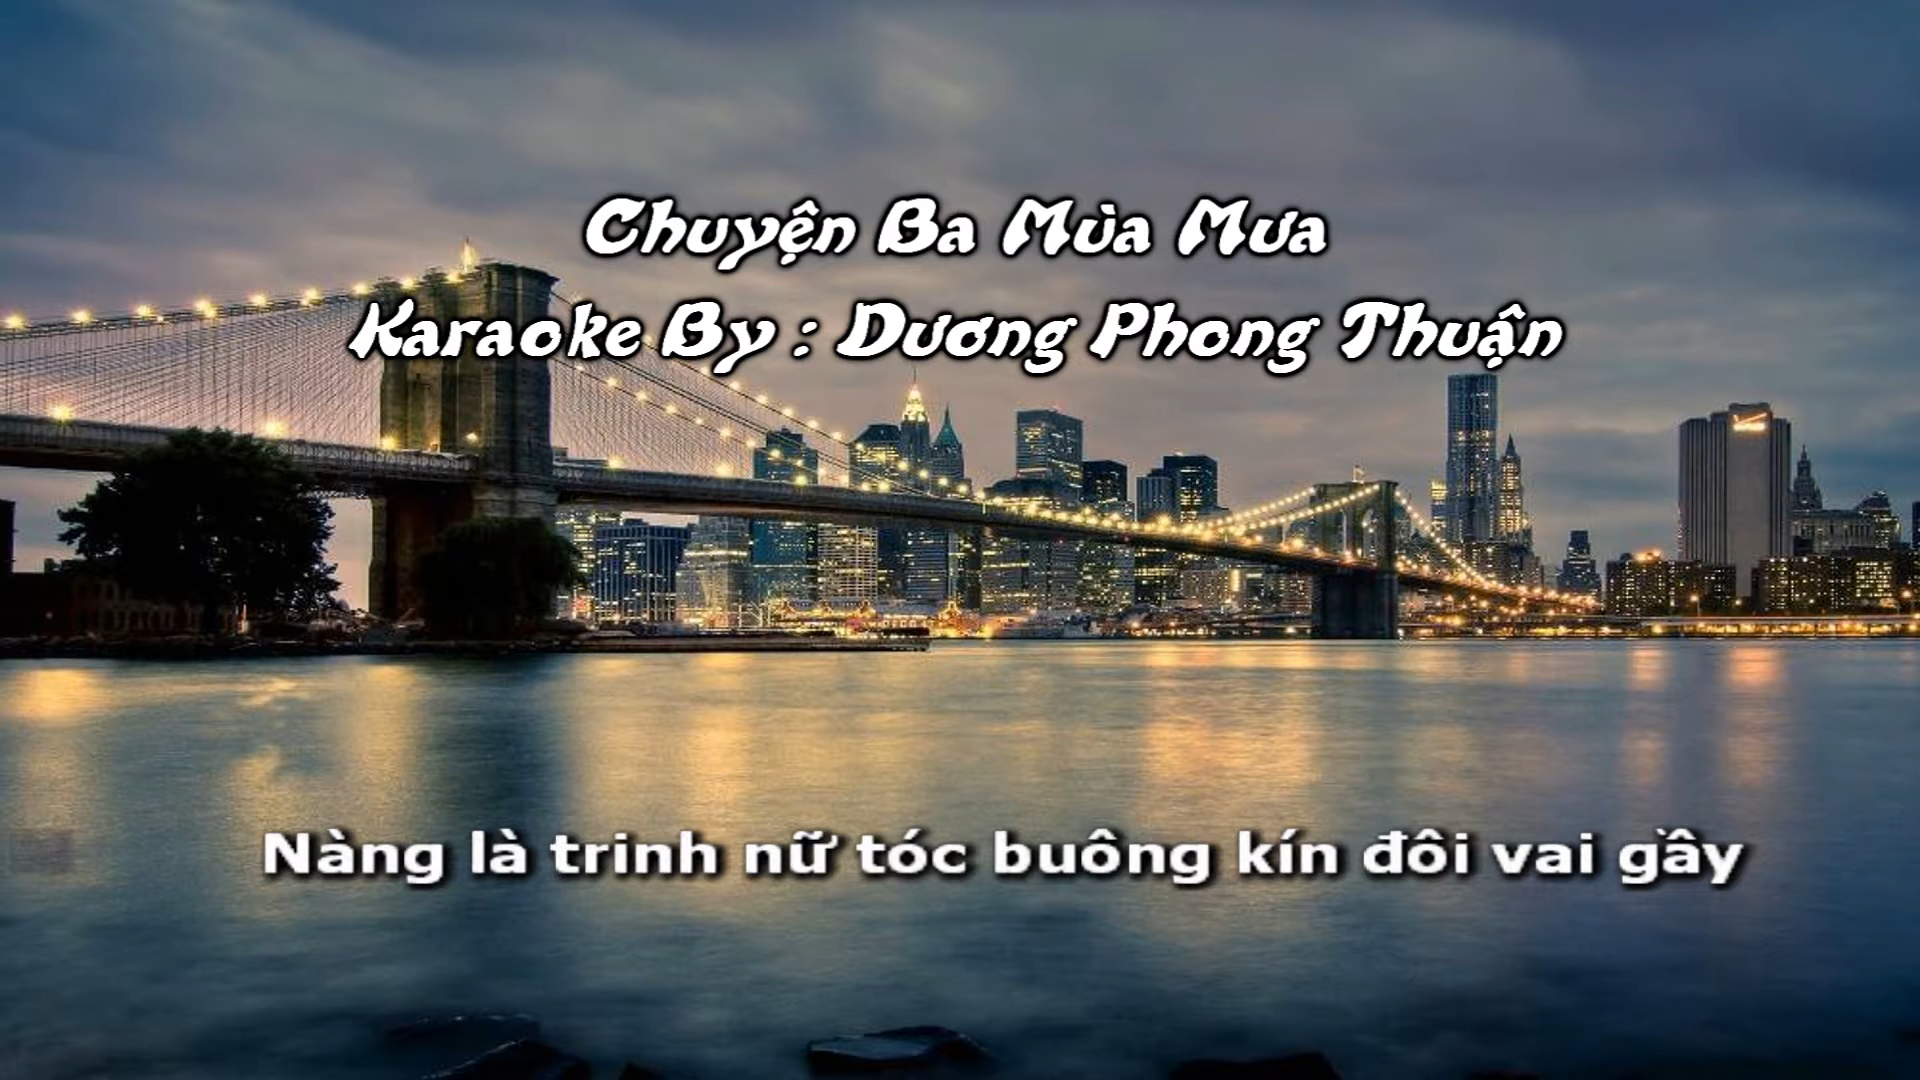 Chuyện Ba Mùa Mưa
Karaoke By : Dương Phong Thuận
Nàng là trinh nữ tóc buông kín đôi vai gầy